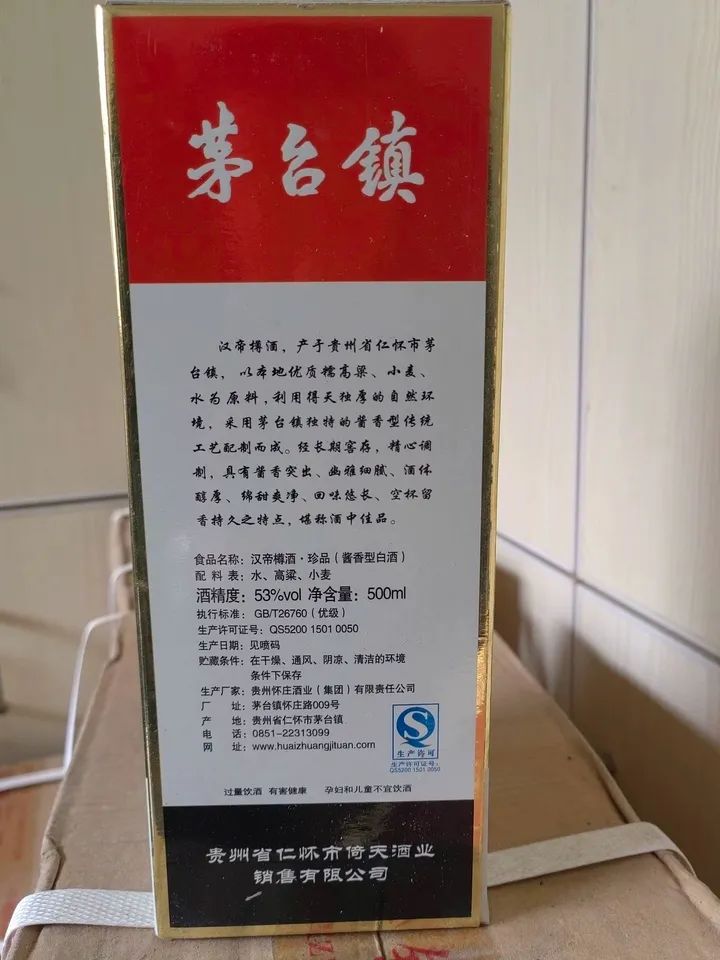 茅台镇
汉帝樽酒，产于贵州省仁怀市茅
台镇，以本地优质糯高粱、小麦、
水为原料，利用得天独厚的自然环
境，采用茅台镇独特的酱香型传统
工艺配制而成。经长期窖存，精心调
制，具有酱香突出、幽雅细腻、酒体
醇厚、绵甜爽净、回味悠长、空杯留
香持久之特点，堪称酒中佳品。
食品名称：汉帝樽酒·珍品（酱香型白酒）
配 料 表：水、高粱、小麦
酒精度：53%vol 净含量：500ml
执行标准：GB/T26760（优级）
生产许可证号：QS5200 1501 0050
生产日期：见喷码
贮藏条件：在干燥、通风、阴凉、清洁的环境
条件下保存
生产厂家：贵州怀庄酒业（集团）有限责任公司
厂 址：茅台镇怀庄路009号
产 地：贵州省仁怀市茅台镇
电 话：0851-22313099
网 址：www.huaizhuangjituan.com
生产许可
生产许可证号：
QS5200 1501 0050
过量饮酒 有害健康 孕妇和儿童不宜饮酒
贵州省仁怀市倚天酒业
销售有限公司